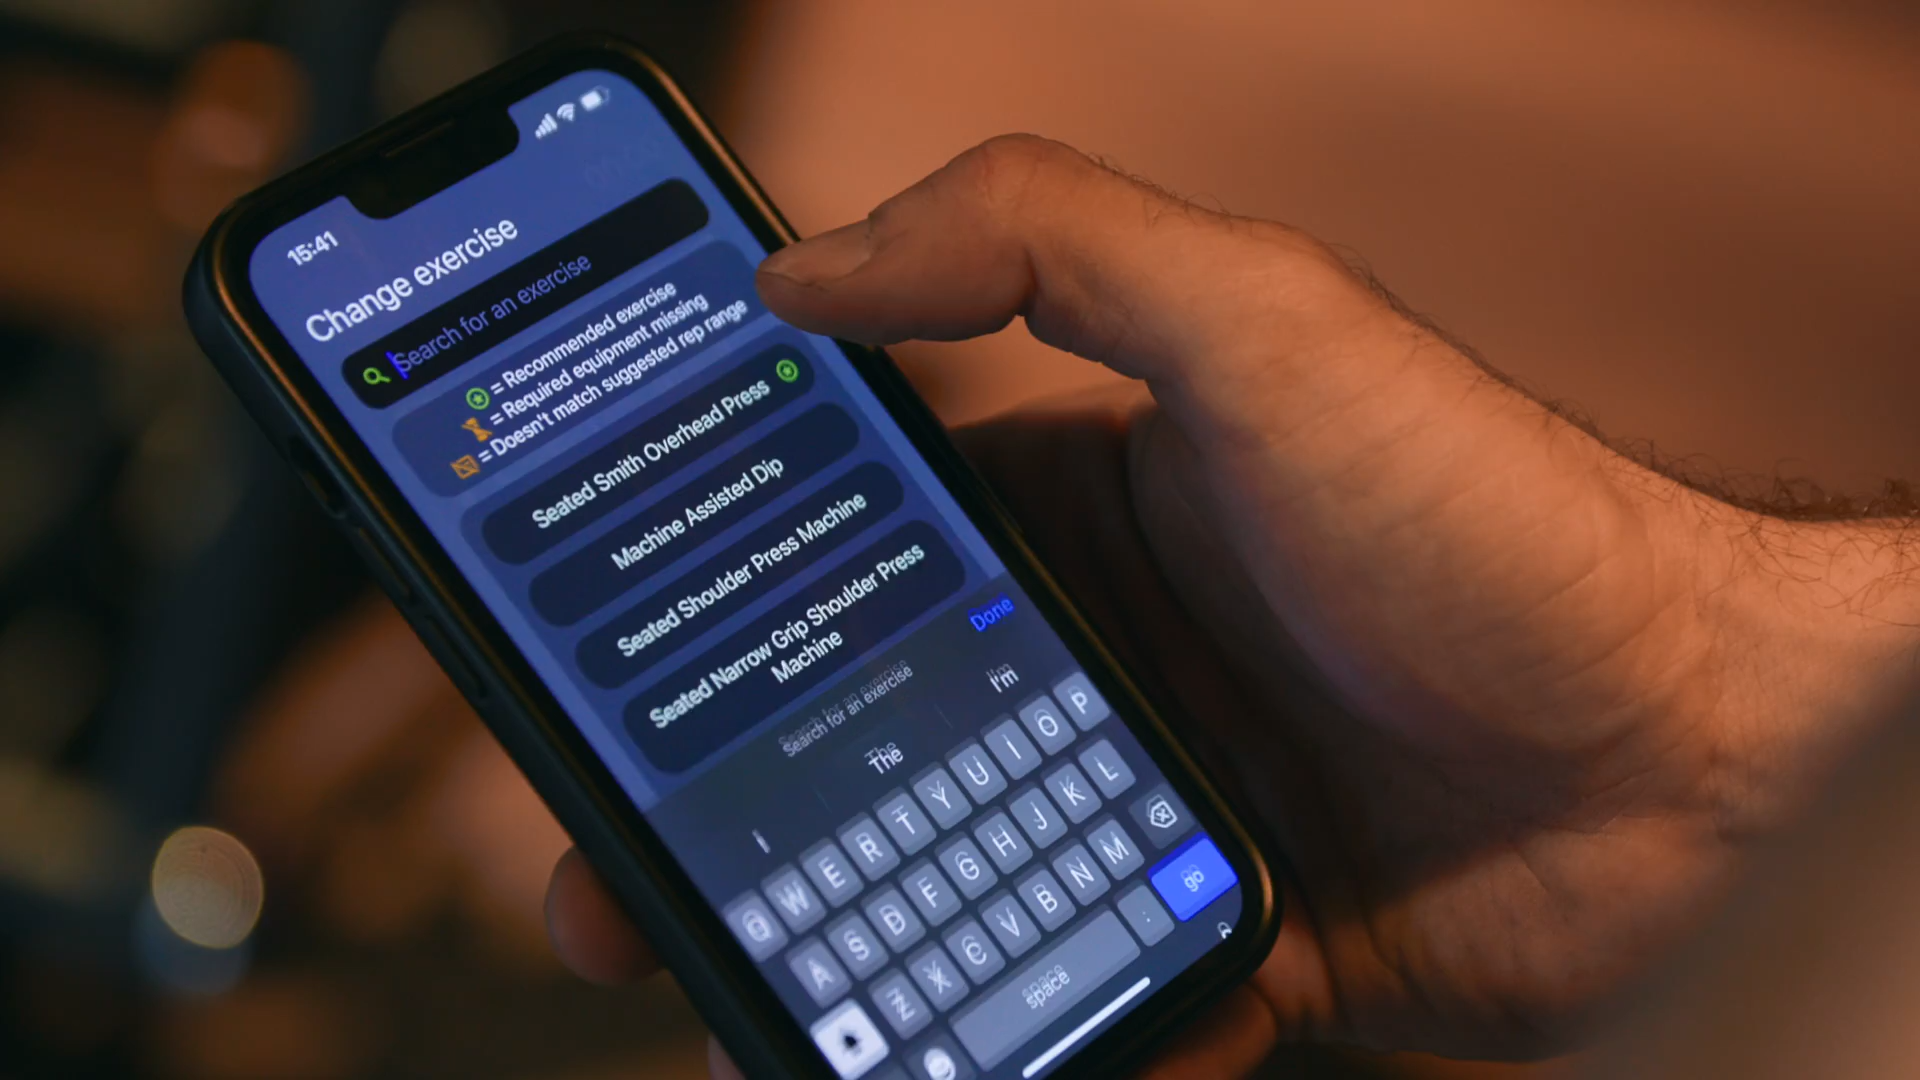 15:41
Change exercise
Search for an exercise
= Recommended exercise
= Required equipment missing
= Doesn't match suggested rep range
Seated Smith Overhead Press
Machine Assisted Dip
Seated Shoulder Press Machine
Seated Narrow Grip Shoulder Press
Machine
Done
Search for an exercise
I The I'm
Q W E R T Y U I O P
A S D F G H J K L
Z X C V B N M
space . go